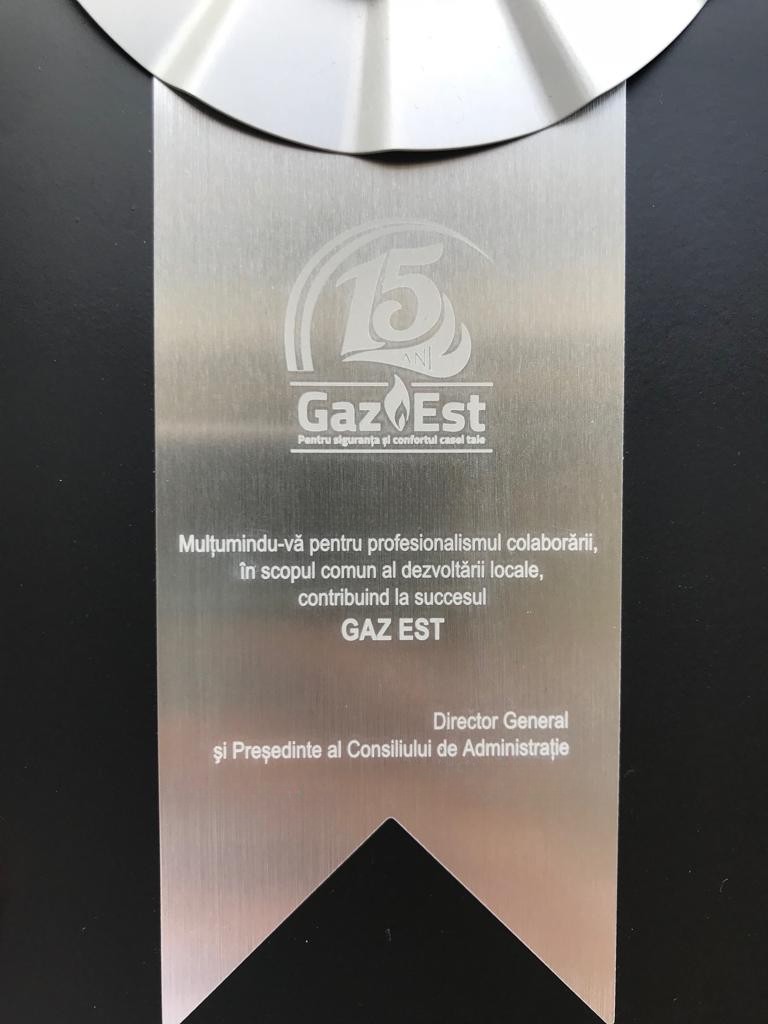 15
ANI
Gaz Est
Pentru siguranța și confortul casei tale
Mulțumindu-vă pentru profesionalismul colaborării,
în scopul comun al dezvoltării locale,
contribuind la succesul
GAZ EST
Director General
și Președinte al Consiliului de Administrație